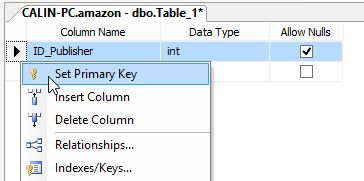 CALIN-PC.amazon - dbo.Table_1*
Column Name Data Type Allow Nulls
ID_Publisher int
Set Primary Key
Insert Column
Delete Column
Relationships...
Indexes/Keys...